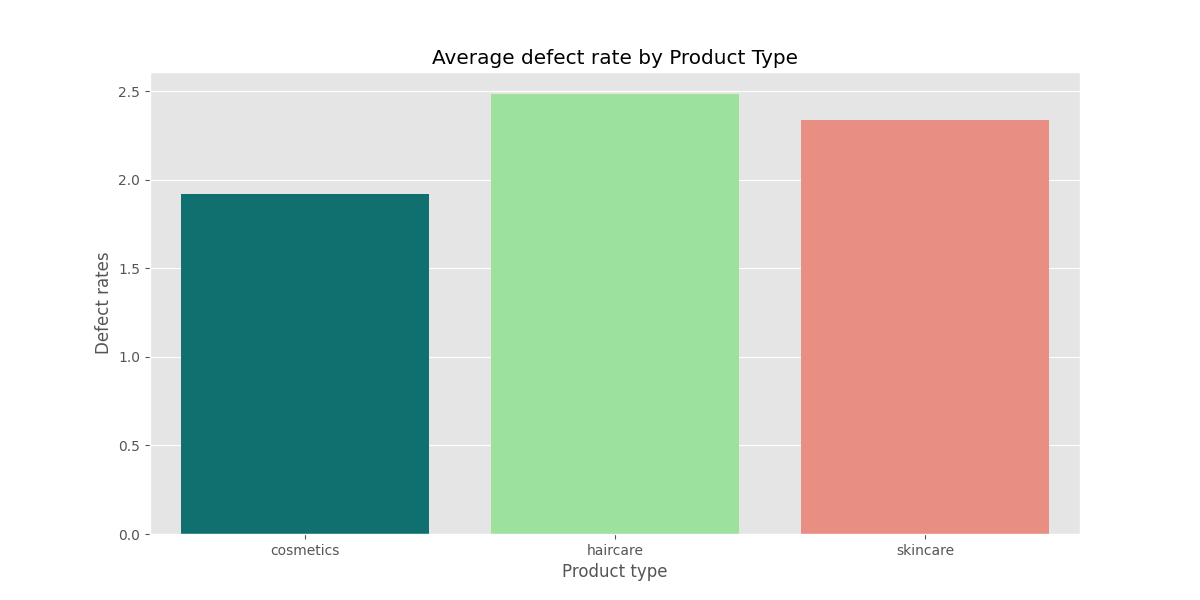 Average defect rate by Product Type
Defect rates
2.5
2.0
1.5
1.0
0.5
0.0
cosmetics
haircare
skincare
Product type